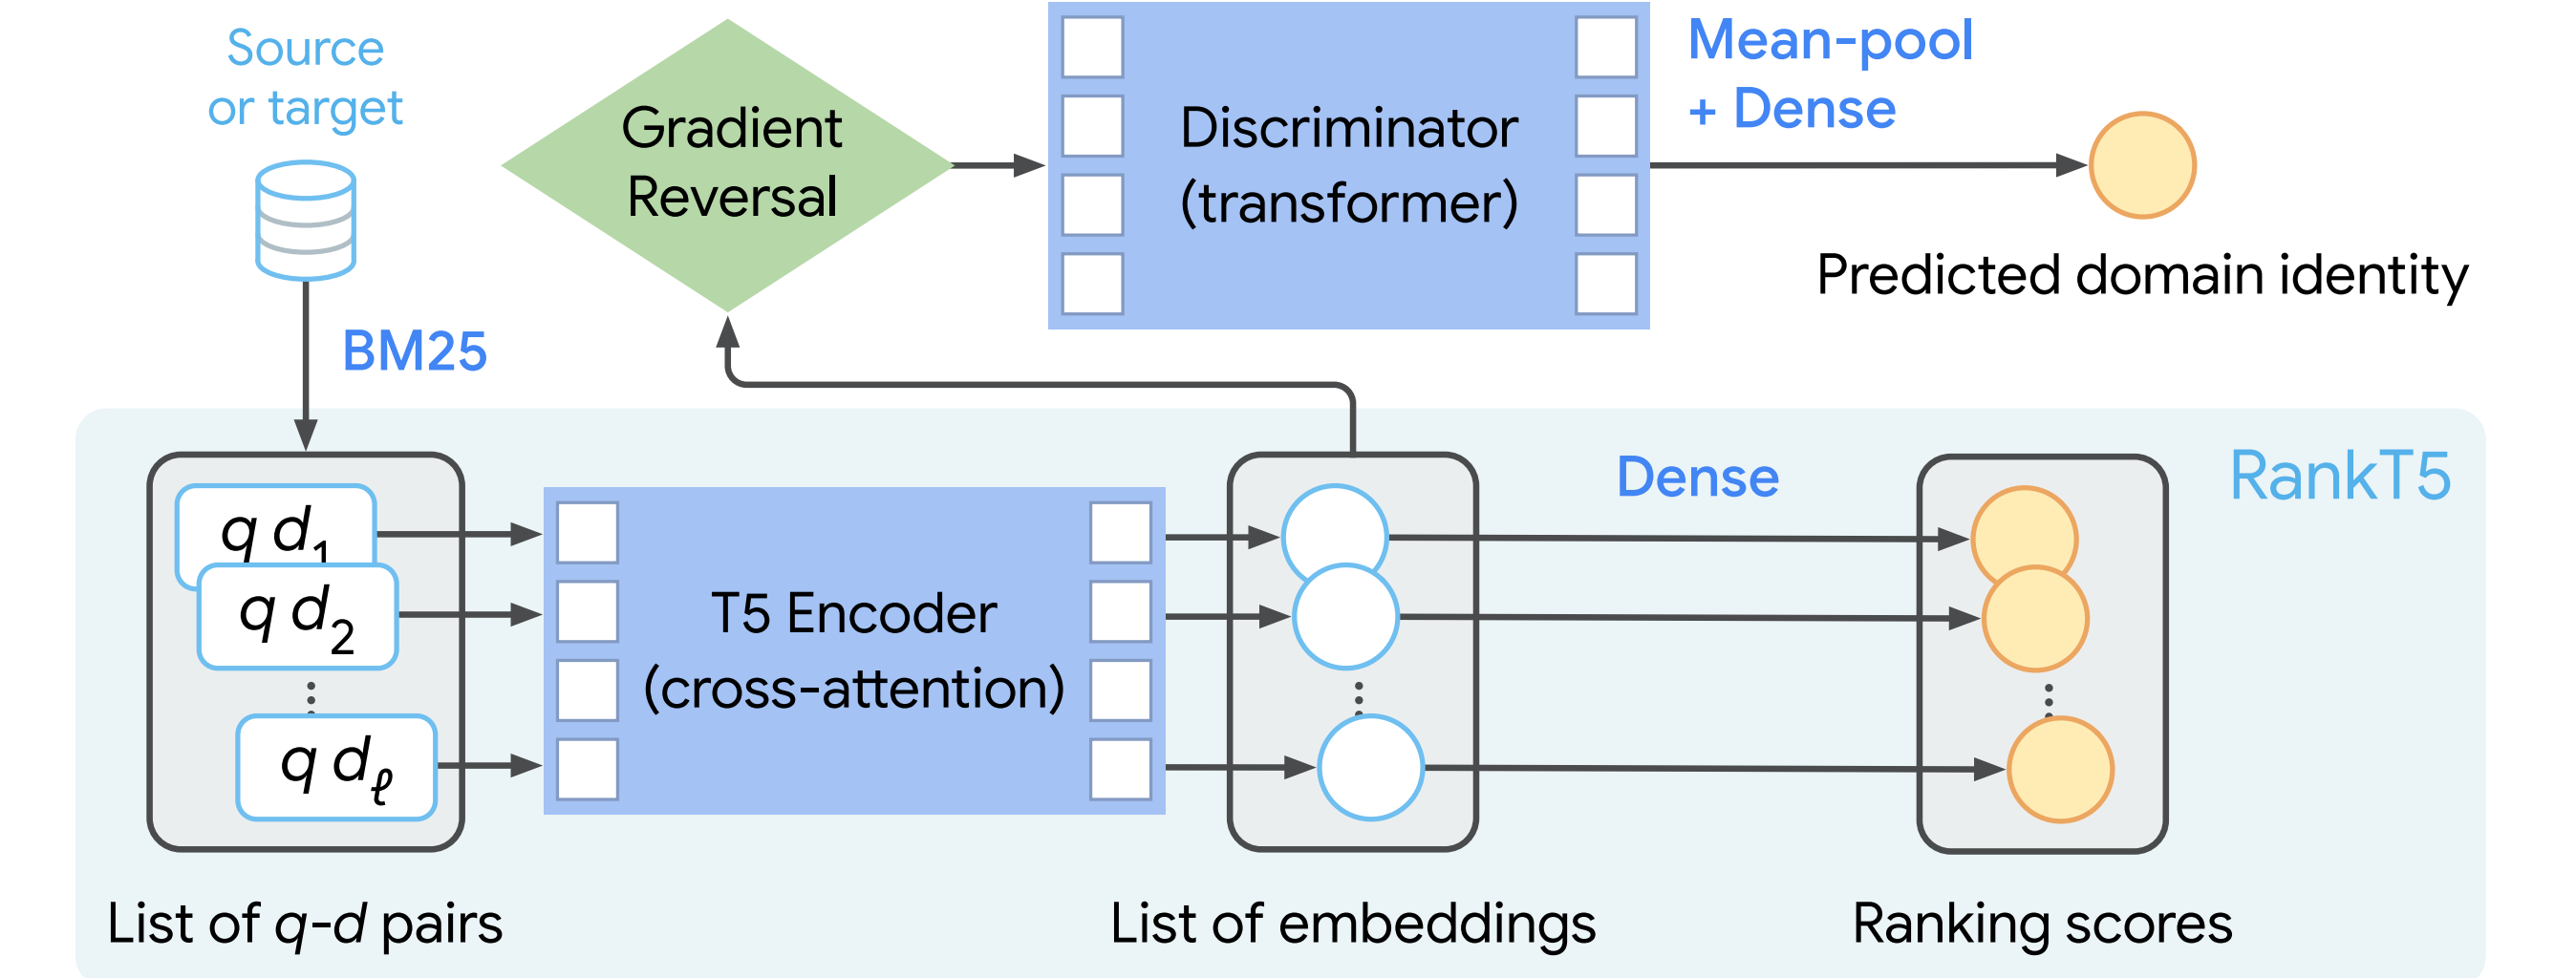 Source
or target
BM25
Gradient
Reversal
Discriminator
(transformer)
Mean-pool
+ Dense
Predicted domain identity
RankT5
q d₁
q d₂
q dℓ
T5 Encoder
(cross-attention)
Dense
List of q-d pairs
List of embeddings
Ranking scores